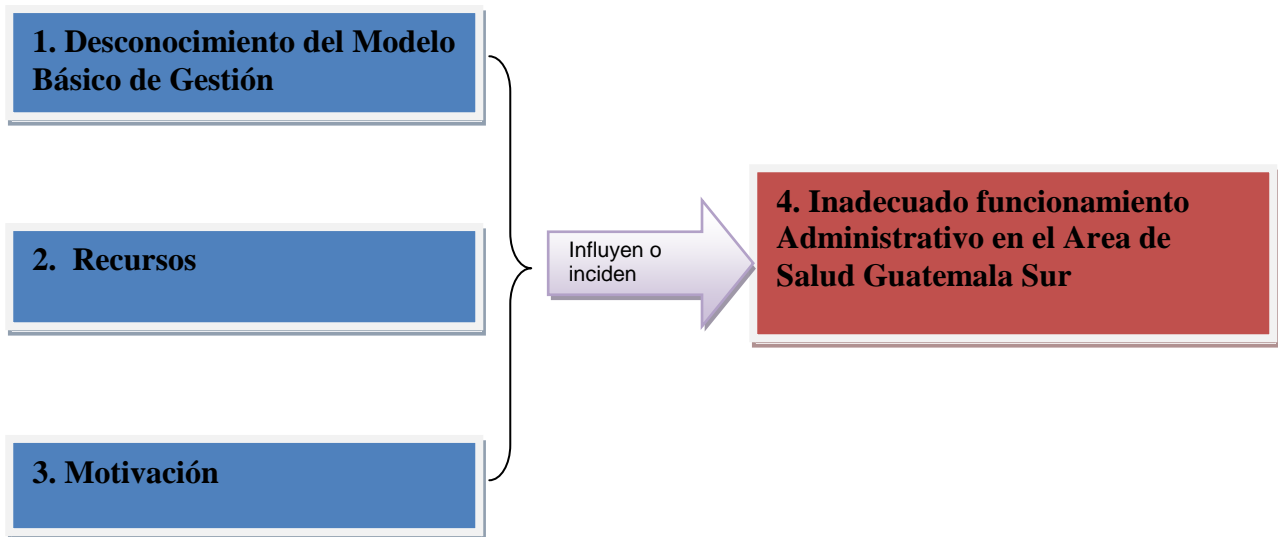 1. Desconocimiento del Modelo
Básico de Gestión
2. Recursos
3. Motivación
Influyen o
inciden
4. Inadecuado funcionamiento
Administrativo en el Area de
Salud Guatemala Sur